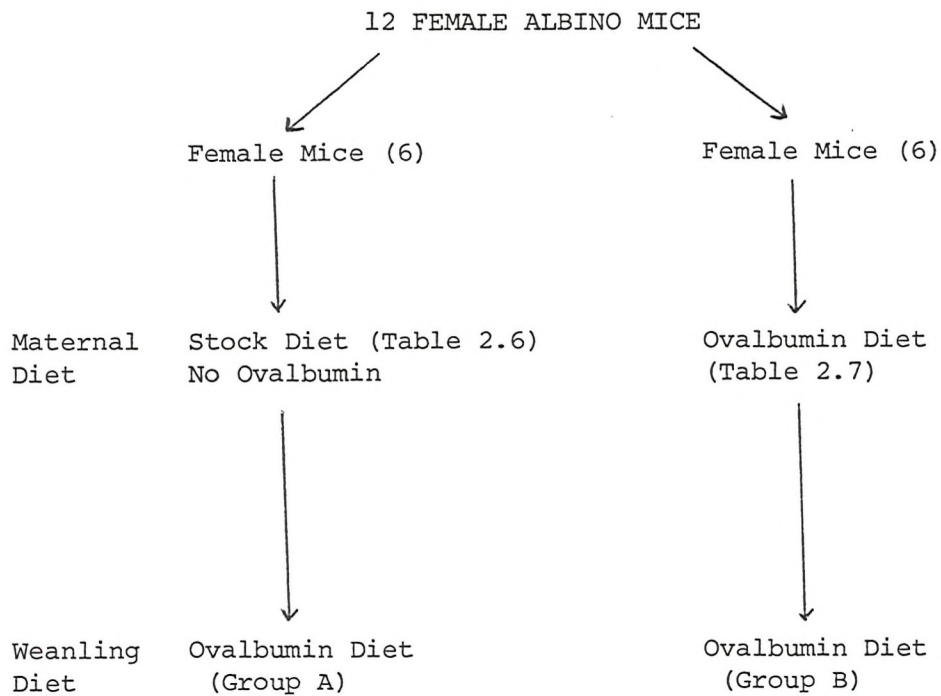 12 FEMALE ALBINO MICE
Female Mice (6)
Female Mice (6)
Maternal Diet
Stock Diet (Table 2.6)
No Ovalbumin
Ovalbumin Diet
(Table 2.7)
Weanling Diet
Ovalbumin Diet
(Group A)
Ovalbumin Diet
(Group B)